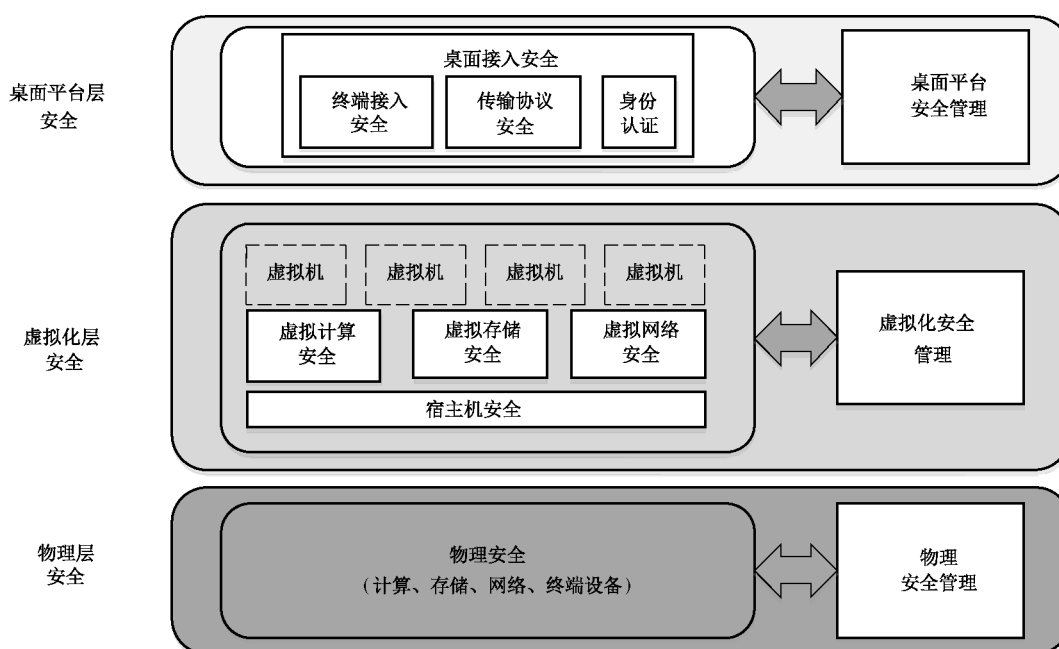 桌面平台层
安全
桌面接入安全
终端接入
安全
传输协议
安全
身份
认证
桌面平台
安全管理
虚拟化层
安全
虚拟机
虚拟机
虚拟机
虚拟机
虚拟计算
安全
虚拟存储
安全
虚拟网络
安全
宿主机安全
虚拟化安全
管理
物理层
安全
物理安全
（计算、存储、网络、终端设备）
物理
安全管理